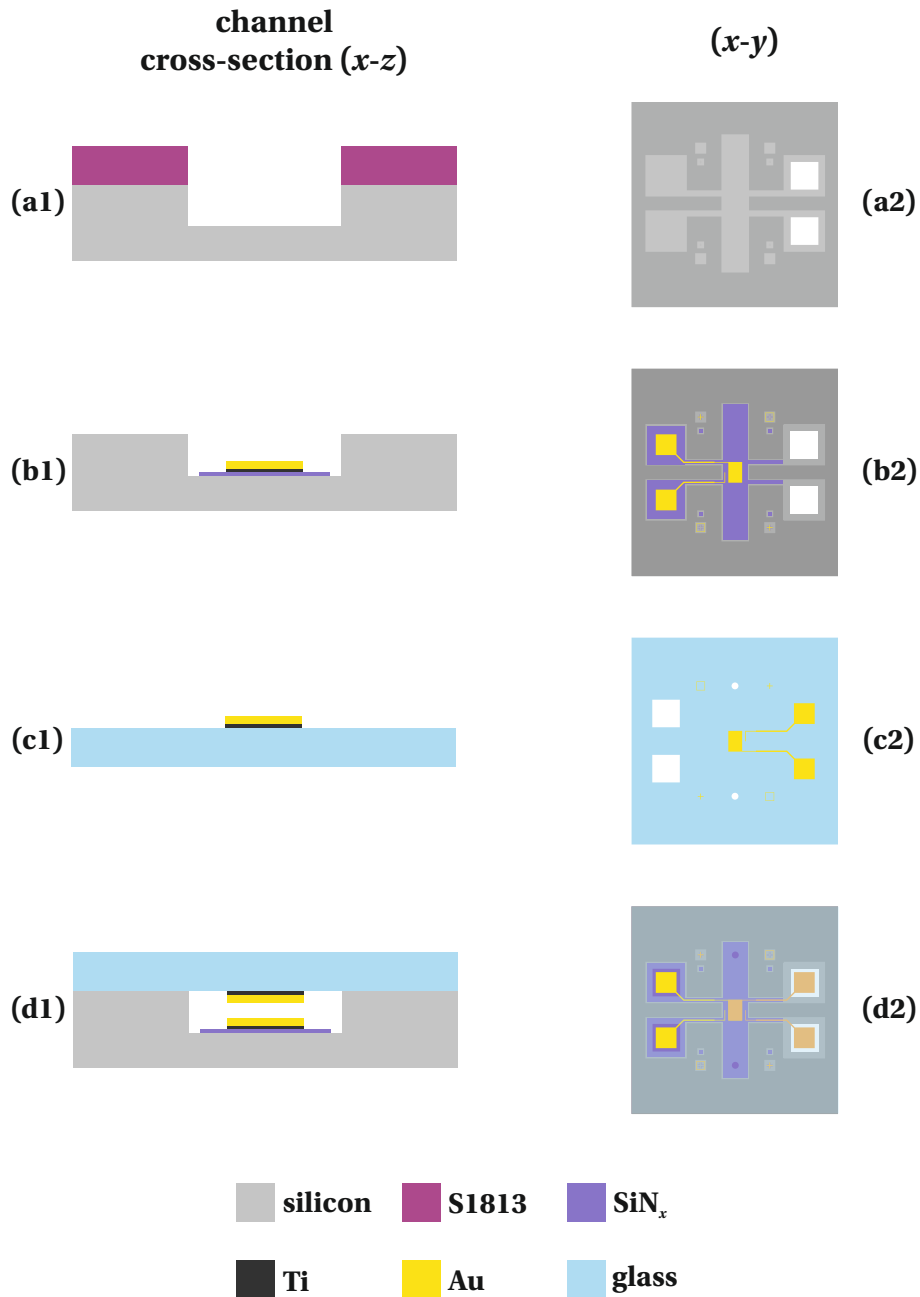 channel
cross-section (x-z)
(x-y)
(a1)
(a2)
(b1)
(b2)
(c1)
(c2)
(d1)
(d2)
silicon
S1813
SiNₓ
Ti
Au
glass